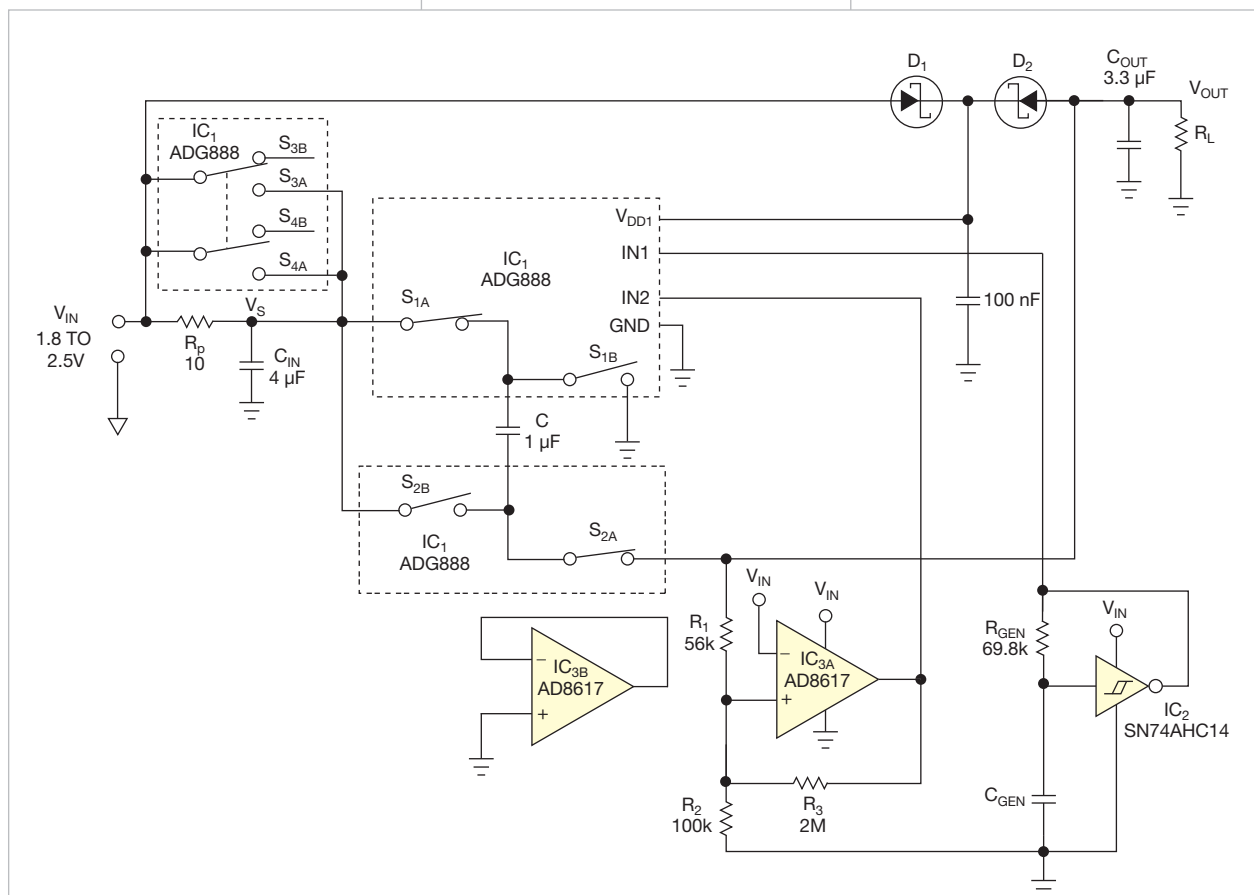 D1
D2
COUT
3.3 µF
VOUT
RL
IC1
ADG888
S3B
S3A
S4B
S4A
VIN
1.8 TO
2.5V
Rp
10
VS
CIN
4 µF
S1A
IC1
ADG888
VDD1
IN1
IN2
GND
S1B
100 nF
C
1 µF
S2B
IC1
ADG888
S2A
R1
56k
VIN
VIN
−
+
IC3A
AD8617
−
+
IC3B
AD8617
R2
100k
R3
2M
RGEN
69.8k
VIN
IC2
SN74AHC14
CGEN